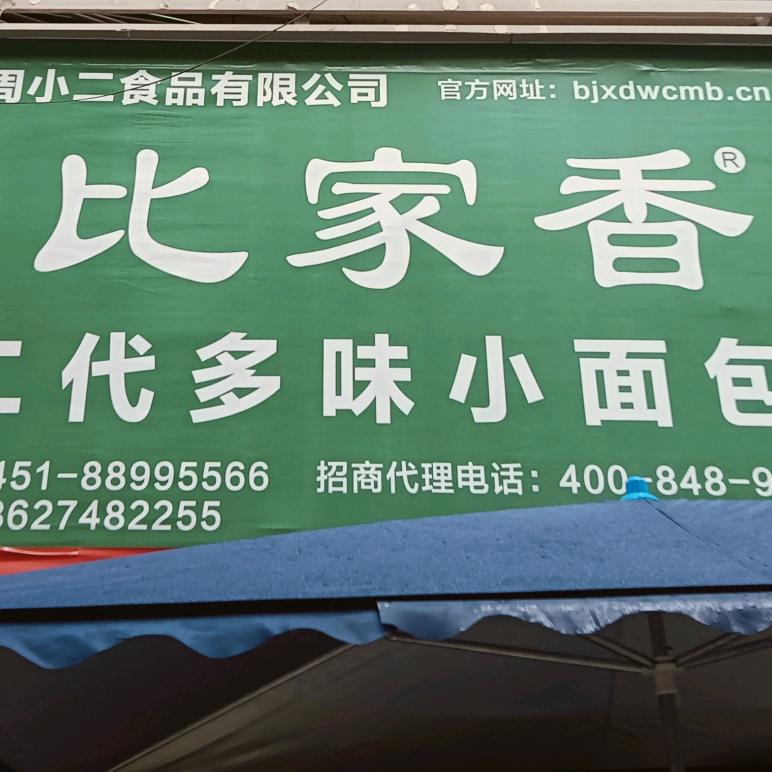 周小二食品有限公司 官方网址：bjxdwcmb.cn
比家香®
二代多味小面包
451-88995566 招商代理电话：400-848-9
3627482255